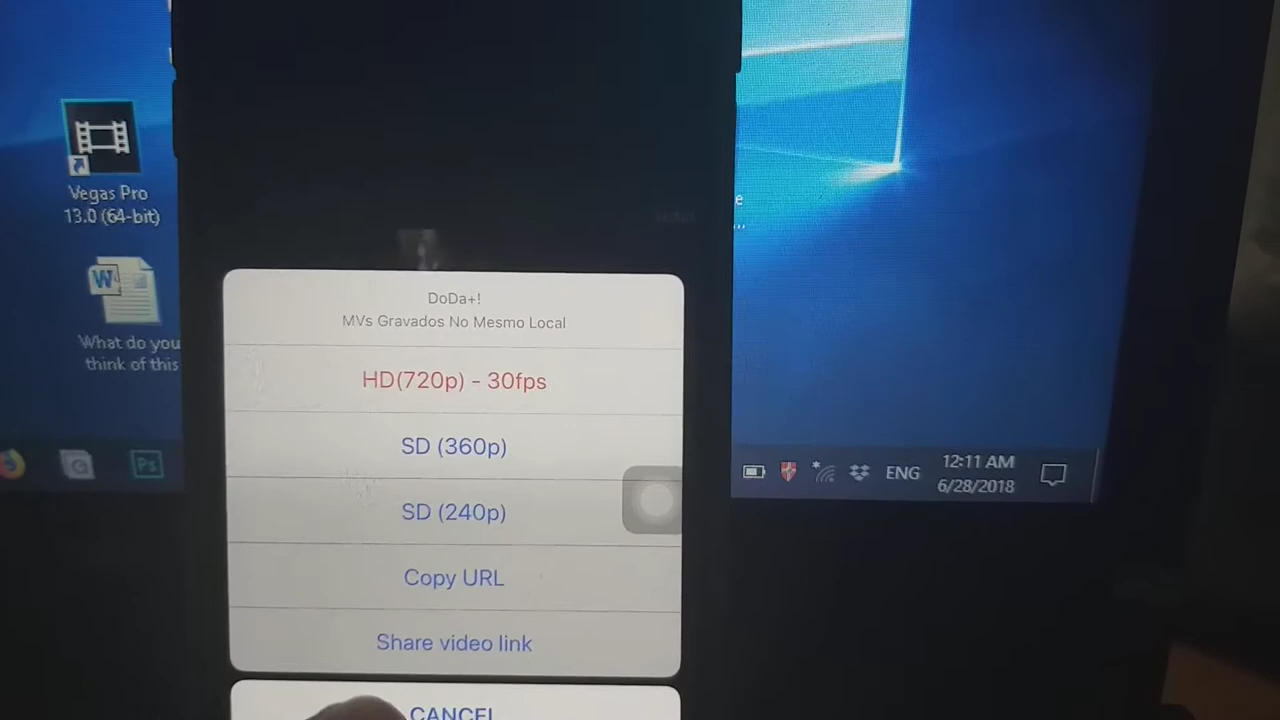 Vegas Pro
13.0 (64-bit)
What do you
think of this
Ps
DoDa+!
MVs Gravados No Mesmo Local
HD(720p) - 30fps
SD (360p)
SD (240p)
Copy URL
Share video link
CANCEL
e
...
ENG
12:11 AM
6/28/2018